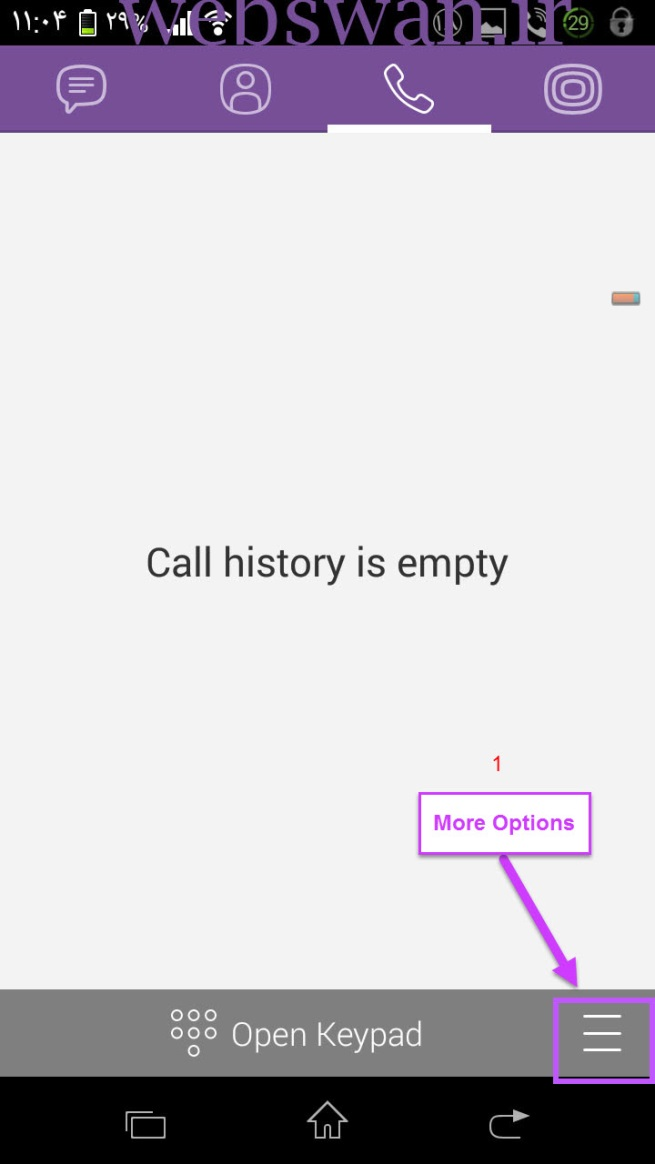 ۱۱:۰۴ ۲۹% webswan.ir 29
Call history is empty
1
More Options
Open Keypad